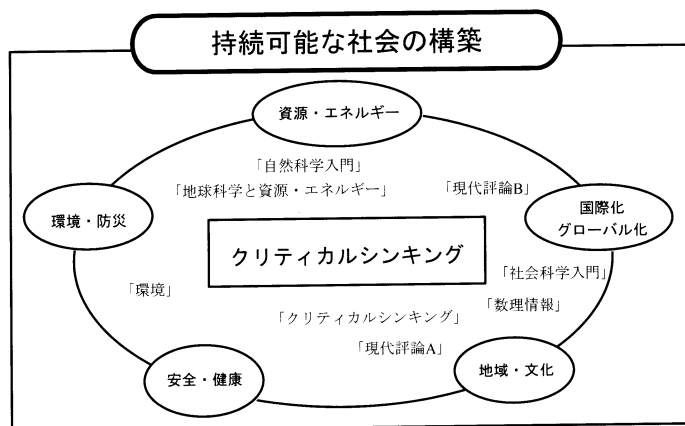 持続可能な社会の構築
資源・エネルギー
「自然科学入門」
「地球科学と資源・エネルギー」
「現代評論B」
環境・防災
国際化
グローバル化
クリティカルシンキング
「社会科学入門」
「環境」
「数理情報」
「クリティカルシンキング」
「現代評論A」
安全・健康
地域・文化